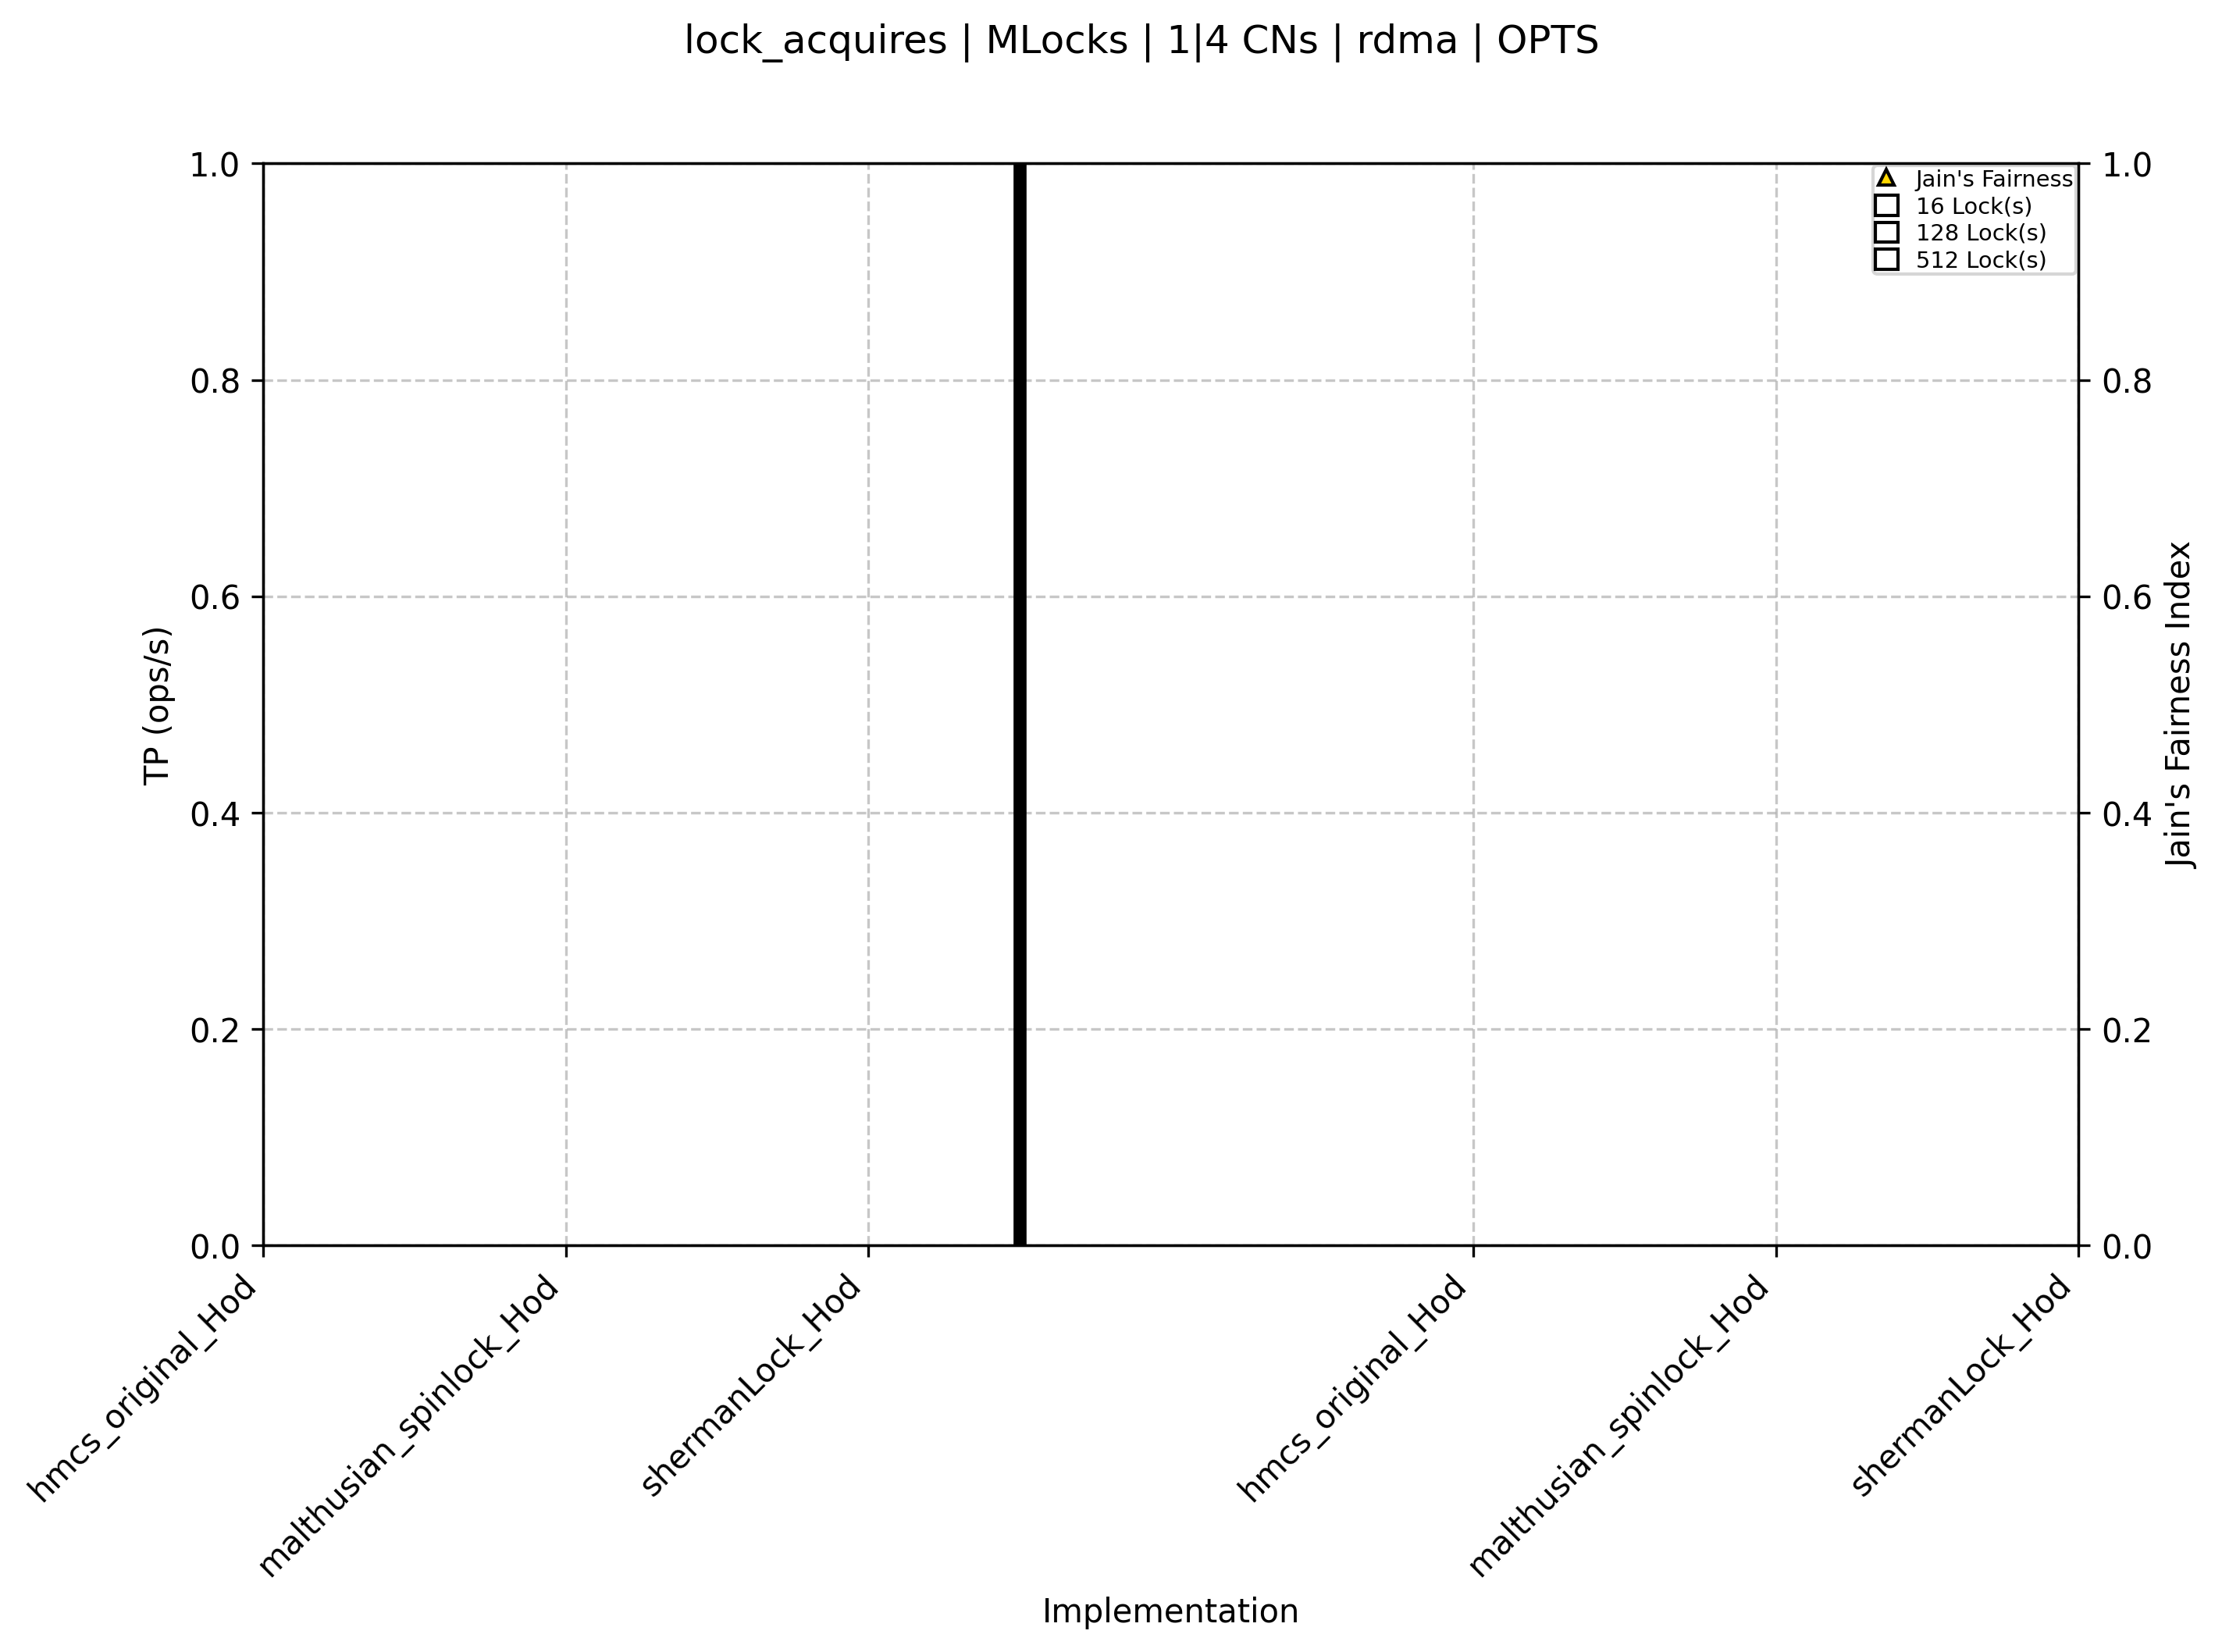 lock_acquires | MLocks | 1|4 CNs | rdma | OPTS
1.0
0.8
0.6
0.4
0.2
0.0
TP (ops/s)
Jain's Fairness
16 Lock(s)
128 Lock(s)
512 Lock(s)
1.0
0.8
0.6
0.4
0.2
0.0
Jain's Fairness Index
hmcs_original_Hod
malthusian_spinlock_Hod
shermanLock_Hod
hmcs_original_Hod
malthusian_spinlock_Hod
shermanLock_Hod
Implementation